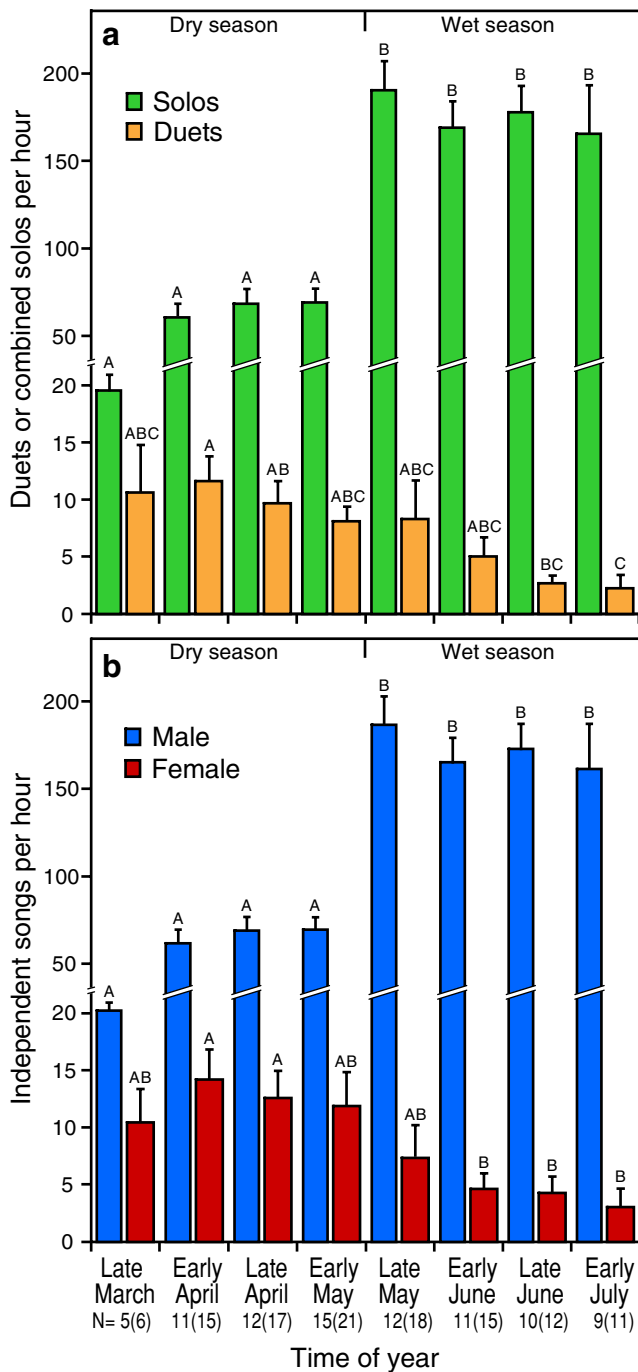 a
Dry season
Wet season
Solos
Duets
Duets or combined solos per hour
200
150
100
50
20
15
10
5
0
A
ABC
A
A
A
AB
A
ABC
B
ABC
B
ABC
B
BC
B
C
b
Dry season
Wet season
Male
Female
Independent songs per hour
200
150
100
50
20
15
10
5
0
A
AB
A
A
A
A
A
AB
B
AB
B
B
B
B
B
B
Late March
Early April
Late April
Early May
Late May
Early June
Late June
Early July
N= 5(6) 11(15) 12(17) 15(21) 12(18) 11(15) 10(12) 9(11)
Time of year